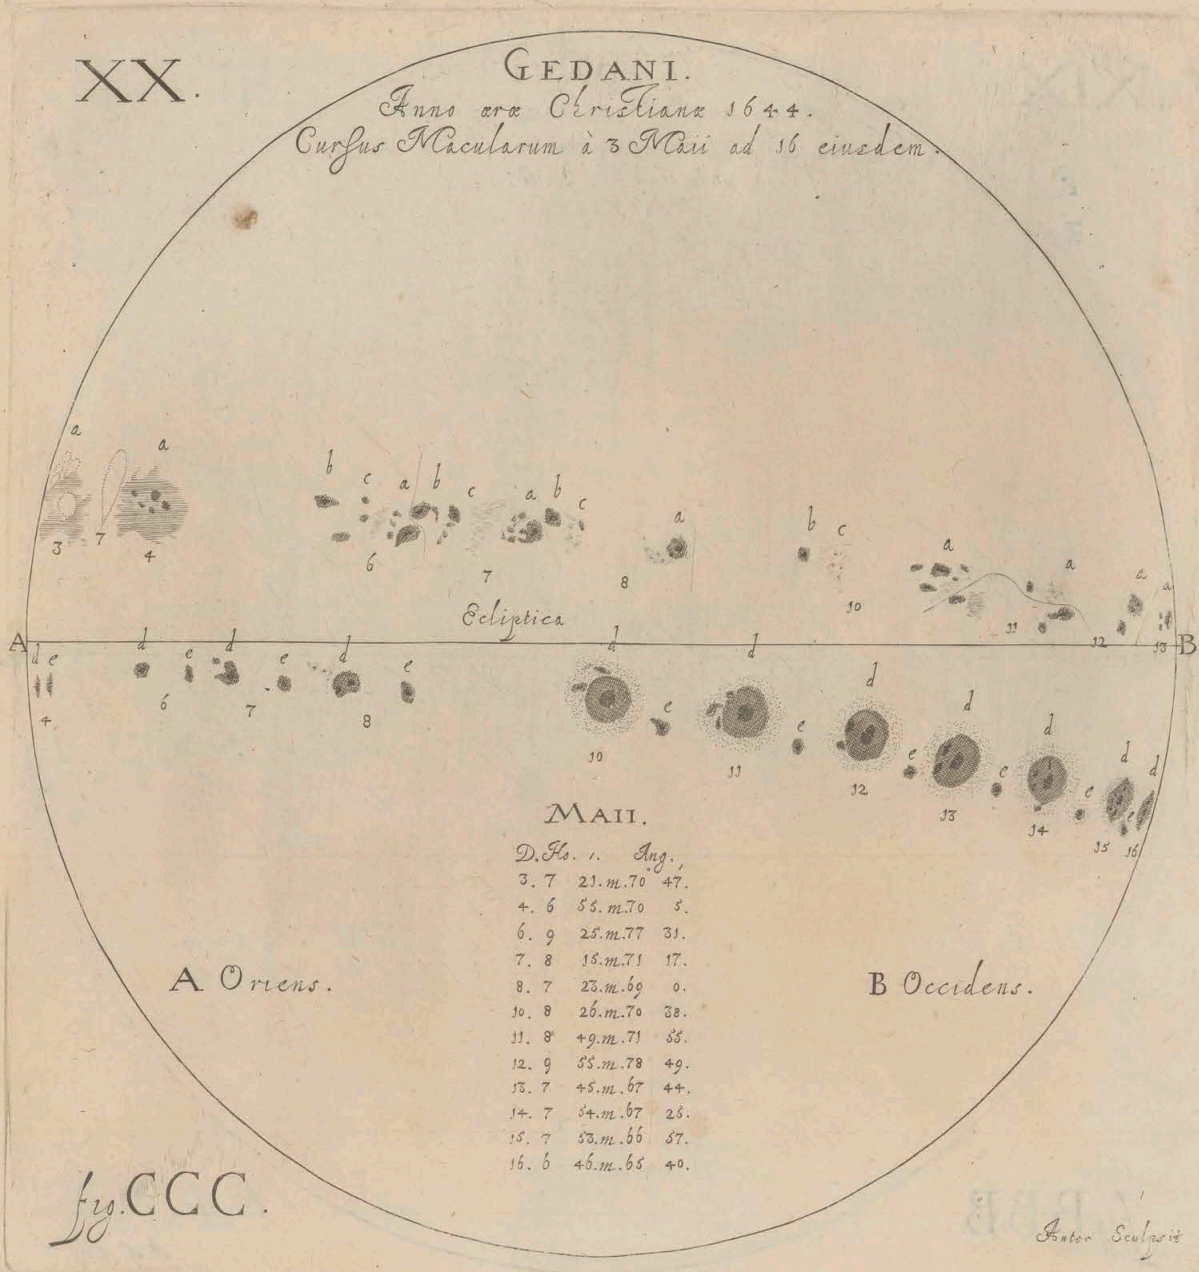 XX.
GEDANI.
Anno æræ Christianæ 1644.
Cursus Macularum à 3 Maii ad 16 eiusdem.
a a
b c a b c a b c a b c a a a a
3 7 4 6 7 8 10 11 12 13
Ecliptica
A B
d e d e d e d e d e d e d e d e d e d e d
4 6 7 8 10 11 12 13 14 15 16
MAII.
D. Ho. ı. Ang.
3. 7 21.m.70° 47.
4. 6 55.m.70 5.
6. 9 25.m.77 31.
7. 8 15.m.71 17.
8. 7 23.m.69 0.
10. 8 26.m.70 38.
11. 8 49.m.71 55.
12. 9 55.m.78 49.
13. 7 45.m.67 44.
14. 7 54.m.67 25.
15. 7 53.m.66 57.
16. 6 46.m.65 40.
A Oriens. B Occidens.
fig.CCC.
Autor Sculpsit